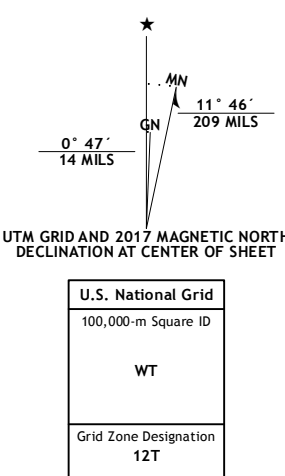 ★
MN
11° 46´
209 MILS
GN
0° 47´
14 MILS
UTM GRID AND 2017 MAGNETIC NORTH
DECLINATION AT CENTER OF SHEET
U.S. National Grid
100,000-m Square ID
WT
Grid Zone Designation
12T